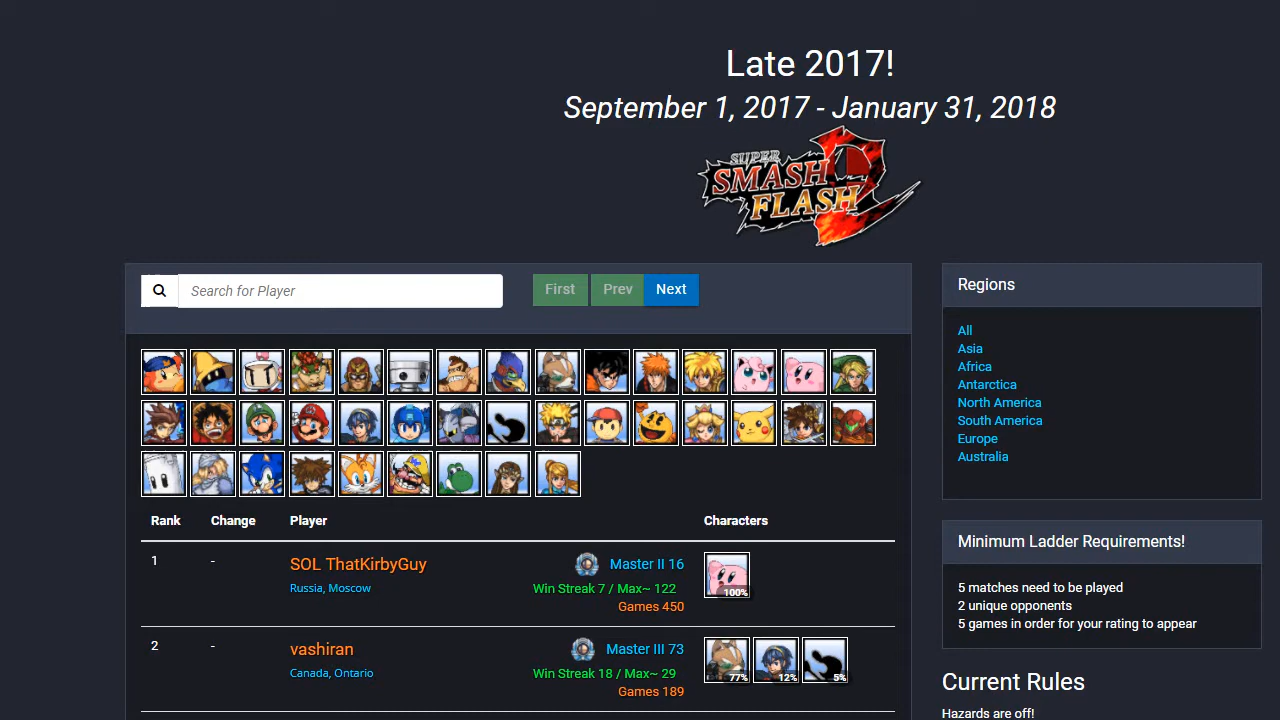 Late 2017!
September 1, 2017 - January 31, 2018
SUPER
SMASH
FLASH
2
Search for Player
First
Prev
Next
Rank
Change
Player
Characters
1
-
SOL ThatKirbyGuy
Russia, Moscow
Master II 16
Win Streak 7 / Max~ 122
Games 450
100%
2
-
vashiran
Canada, Ontario
Master III 73
Win Streak 18 / Max~ 29
Games 189
77%
12%
5%
Regions
All
Asia
Africa
Antarctica
North America
South America
Europe
Australia
Minimum Ladder Requirements!
5 matches need to be played
2 unique opponents
5 games in order for your rating to appear
Current Rules
Hazards are off!